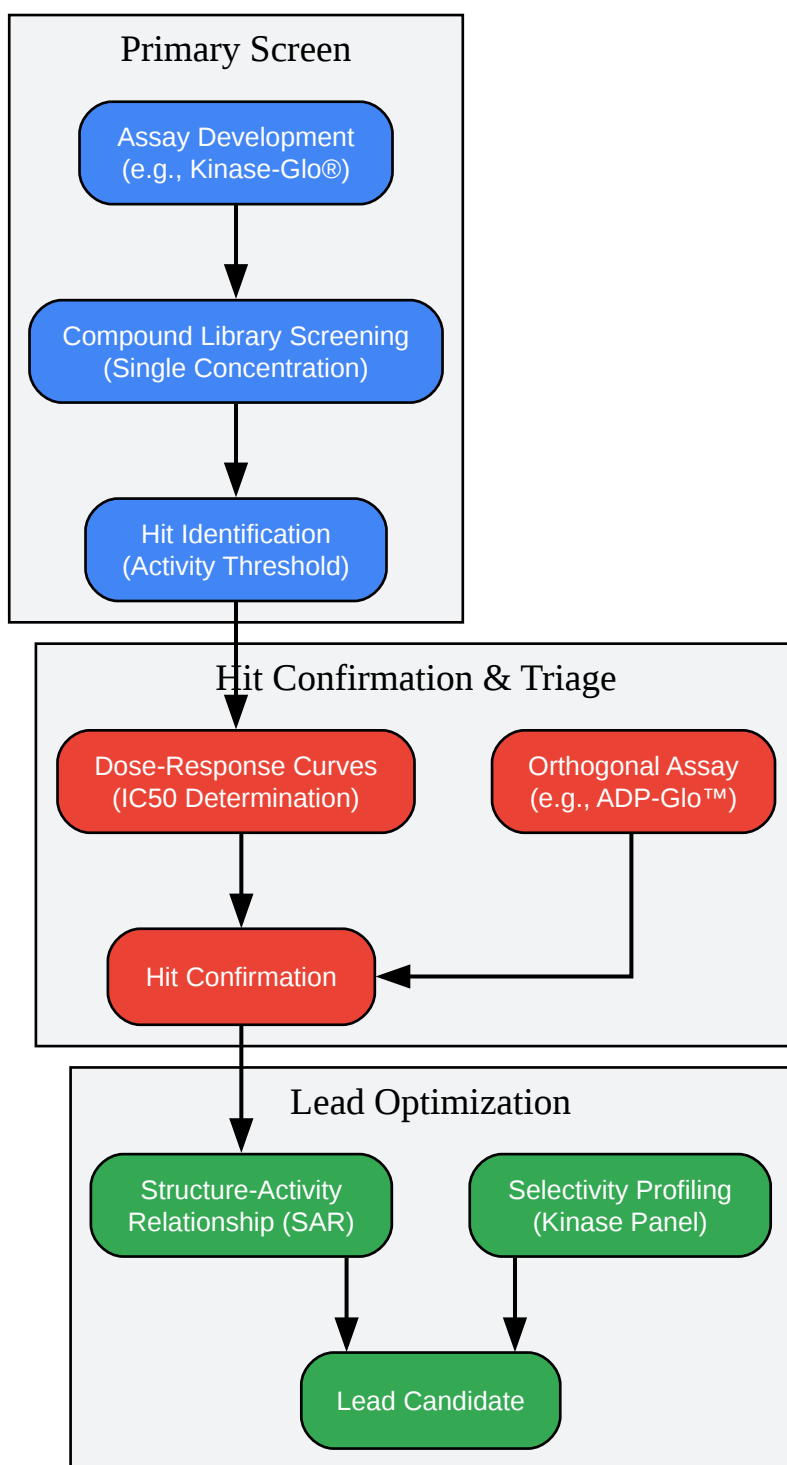 Primary Screen
Assay Development
(e.g., Kinase-Glo®)
Compound Library Screening
(Single Concentration)
Hit Identification
(Activity Threshold)
Hit Confirmation & Triage
Dose-Response Curves
(IC50 Determination)
Orthogonal Assay
(e.g., ADP-Glo™)
Hit Confirmation
Lead Optimization
Structure-Activity
Relationship (SAR)
Selectivity Profiling
(Kinase Panel)
Lead Candidate